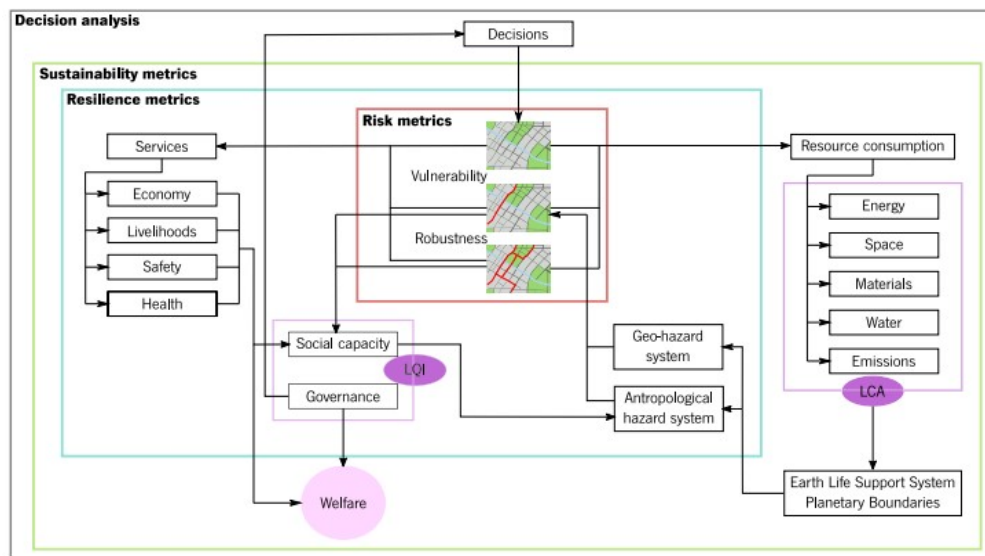 Decision analysis
Decisions
Sustainability metrics
Resilience metrics
Risk metrics
Services
Resource consumption
Vulnerability
Economy
Energy
Livelihoods
Robustness
Space
Safety
Materials
Health
Water
Social capacity
Geo-hazard
system
Emissions
LQI
LCA
Governance
Antropological
hazard system
Earth Life Support System
Planetary Boundaries
Welfare